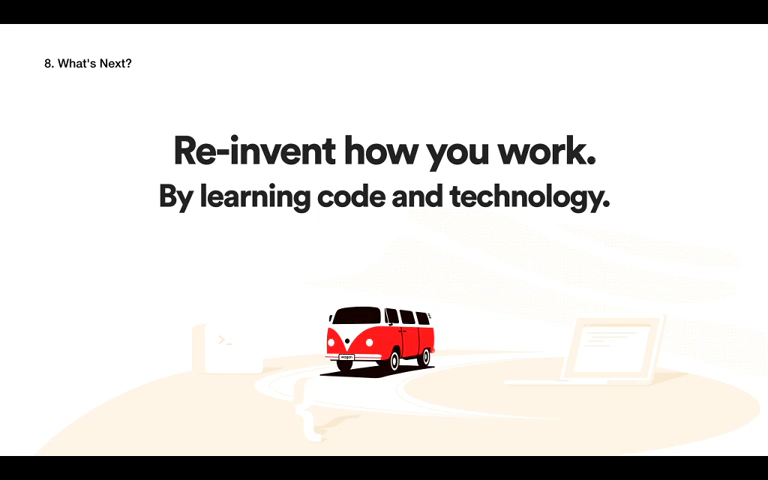 8. What's Next?
Re-invent how you work.
By learning code and technology.
>_